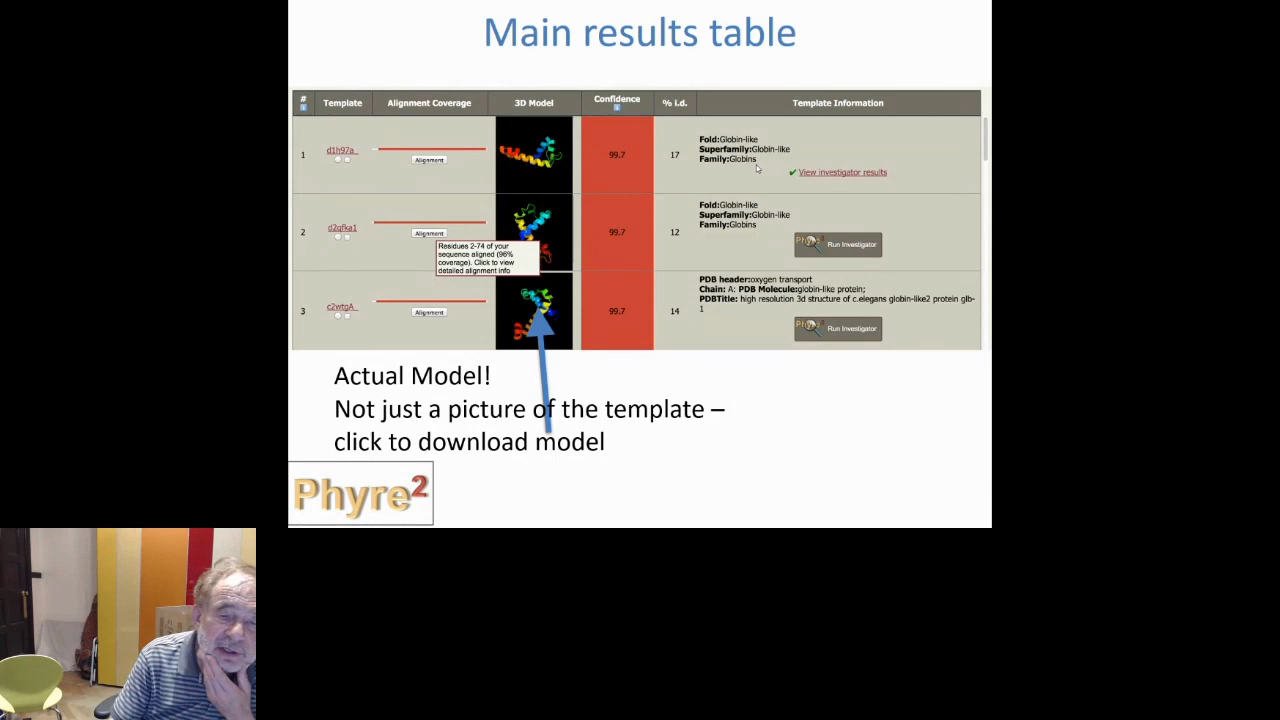 Main results table
# Template Alignment Coverage 3D Model Confidence % i.d. Template Information
1 d1h97a_ Alignment 99.7 17
Fold:Globin-like
Superfamily:Globin-like
Family:Globins
View investigator results
2 d2qfka1 Alignment 99.7 12
Fold:Globin-like
Superfamily:Globin-like
Family:Globins
Phyre2 Run Investigator
Residues 2-74 of your
sequence aligned (96%
coverage). Click to view
detailed alignment info
3 c2wtgA_ Alignment 99.7 14
PDB header:oxygen transport
Chain: A: PDB Molecule:globin-like protein;
PDBTitle: high resolution 3d structure of c.elegans globin-like2 protein glb-
1
Phyre2 Run Investigator
Actual Model!
Not just a picture of the template –
click to download model
Phyre2